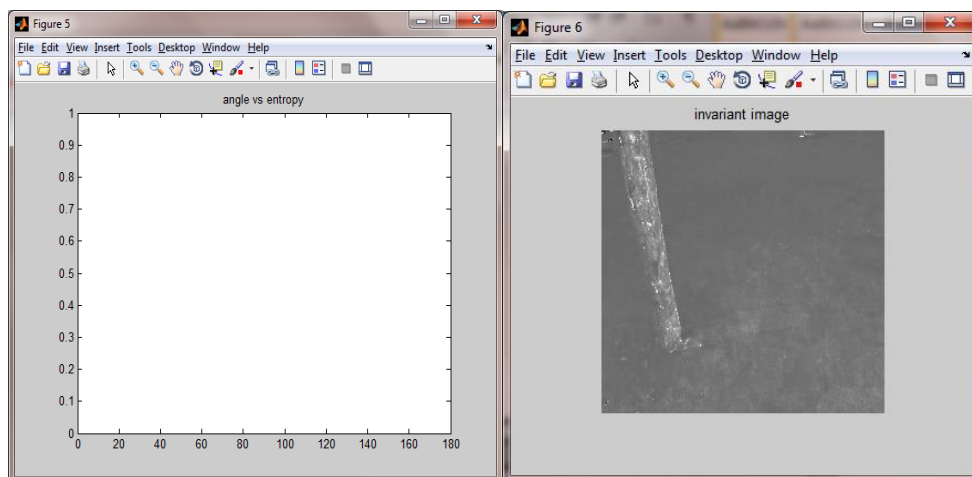 Figure 5
File Edit View Insert Tools Desktop Window Help
angle vs entropy
1
0.9
0.8
0.7
0.6
0.5
0.4
0.3
0.2
0.1
0
0 20 40 60 80 100 120 140 160 180
Figure 6
File Edit View Insert Tools Desktop Window Help
invariant image